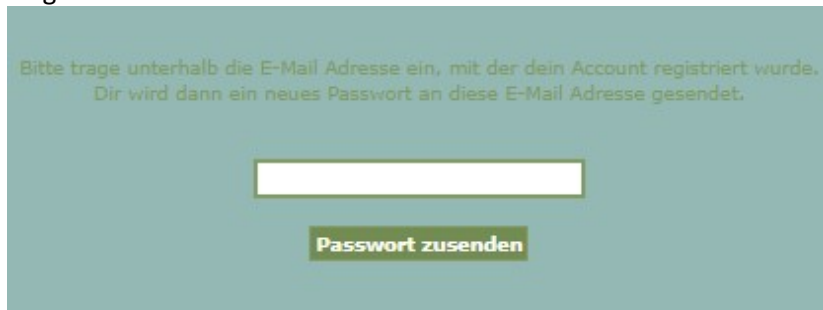 Bitte trage unterhalb die E-Mail Adresse ein, mit der dein Account registriert wurde.
Dir wird dann ein neues Passwort an diese E-Mail Adresse gesendet.
Passwort zusenden